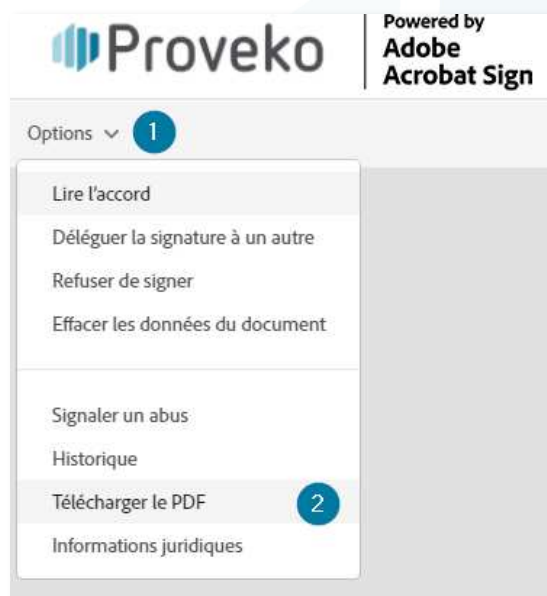 Proveko
Powered by
Adobe
Acrobat Sign
Options 1
Lire l'accord
Déléguer la signature à un autre
Refuser de signer
Effacer les données du document
Signaler un abus
Historique
Télécharger le PDF 2
Informations juridiques